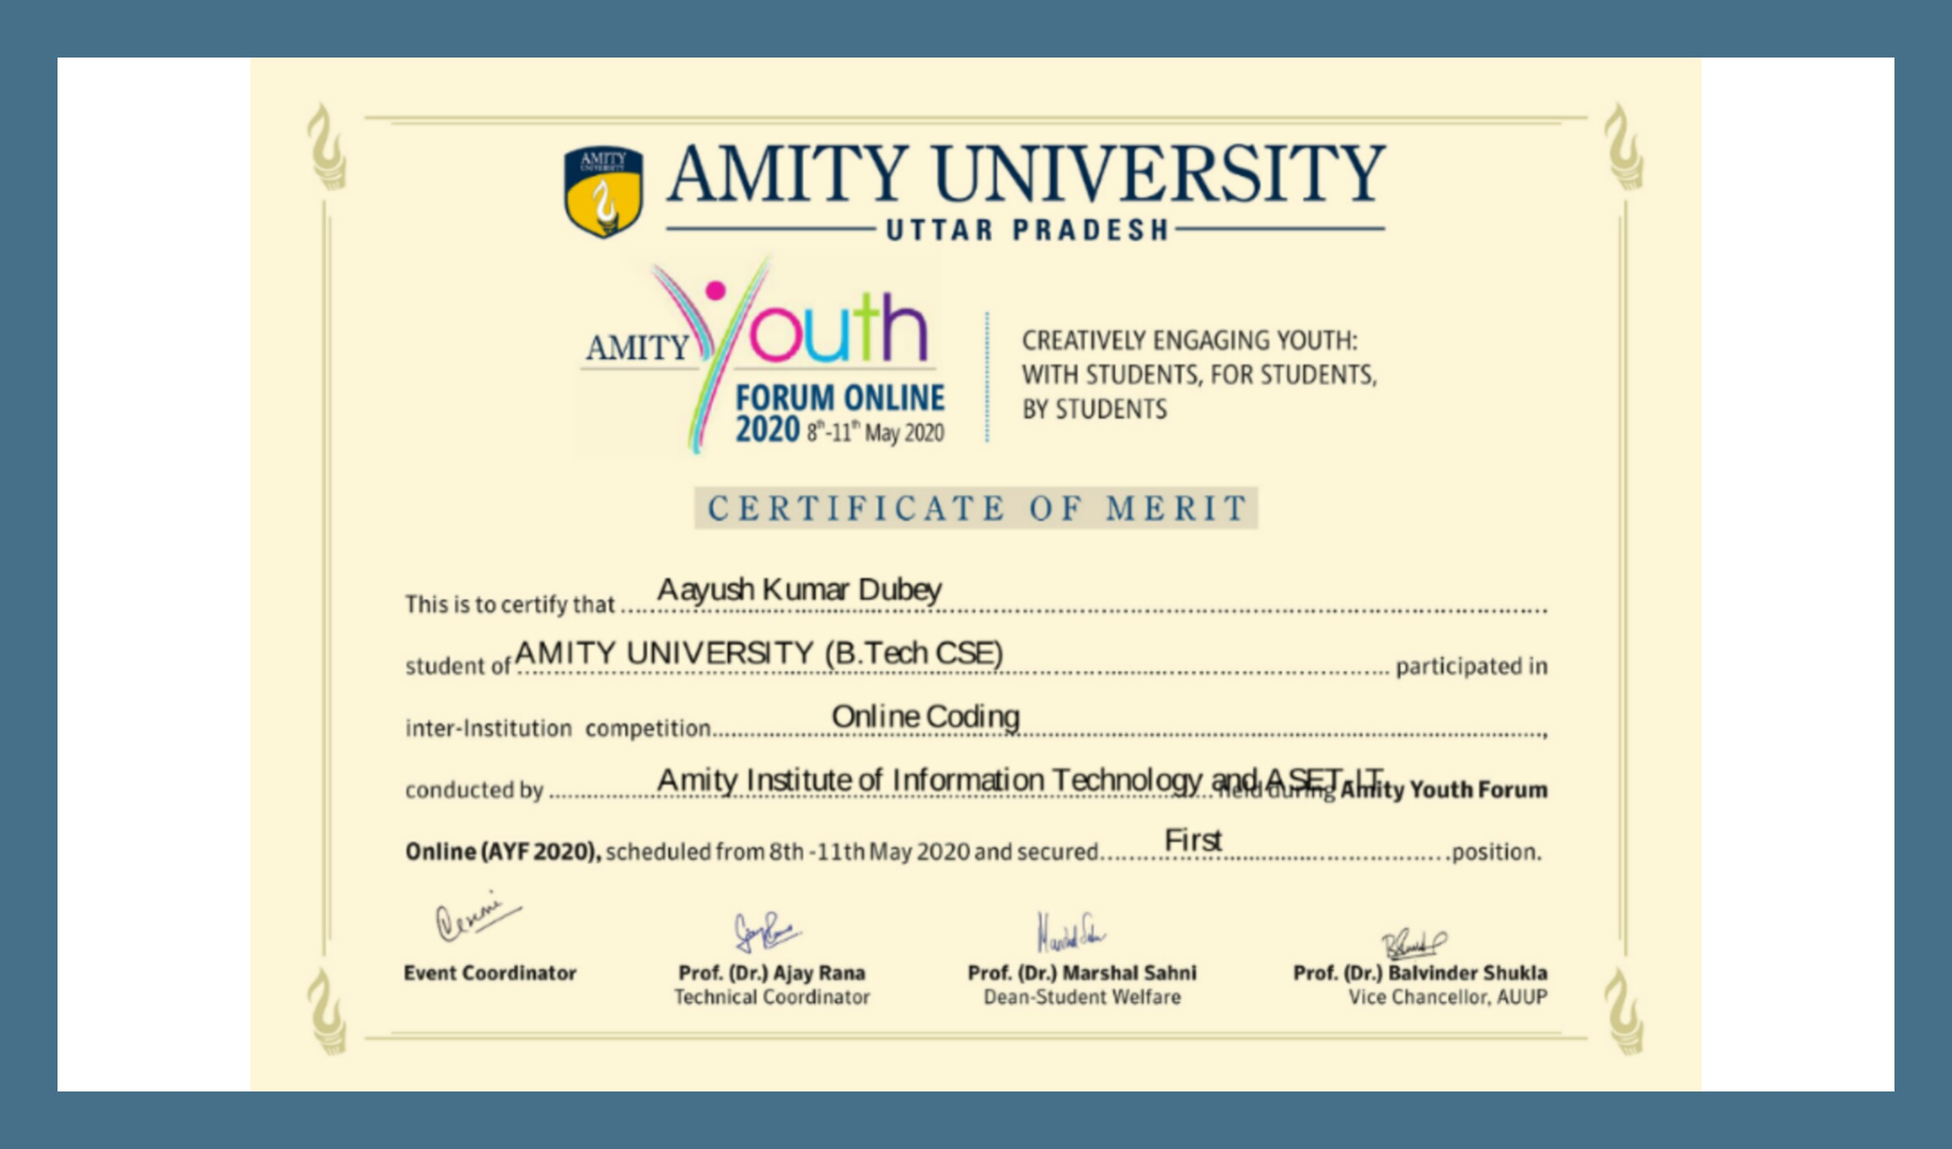 AMITY
UNIVERSITY
AMITY UNIVERSITY
UTTAR PRADESH
AMITY Youth
FORUM ONLINE
2020 8th-11th May 2020
CREATIVELY ENGAGING YOUTH:
WITH STUDENTS, FOR STUDENTS,
BY STUDENTS
CERTIFICATE OF MERIT
This is to certify that Aayush Kumar Dubey
student of AMITY UNIVERSITY (B.Tech CSE) participated in
inter-Institution competition Online Coding,
conducted by Amity Institute of Information Technology and ASET-IT held during Amity Youth Forum
Online (AYF 2020), scheduled from 8th -11th May 2020 and secured First position.
Event Coordinator
Prof. (Dr.) Ajay Rana
Technical Coordinator
Prof. (Dr.) Marshal Sahni
Dean-Student Welfare
Prof. (Dr.) Balvinder Shukla
Vice Chancellor, AUUP